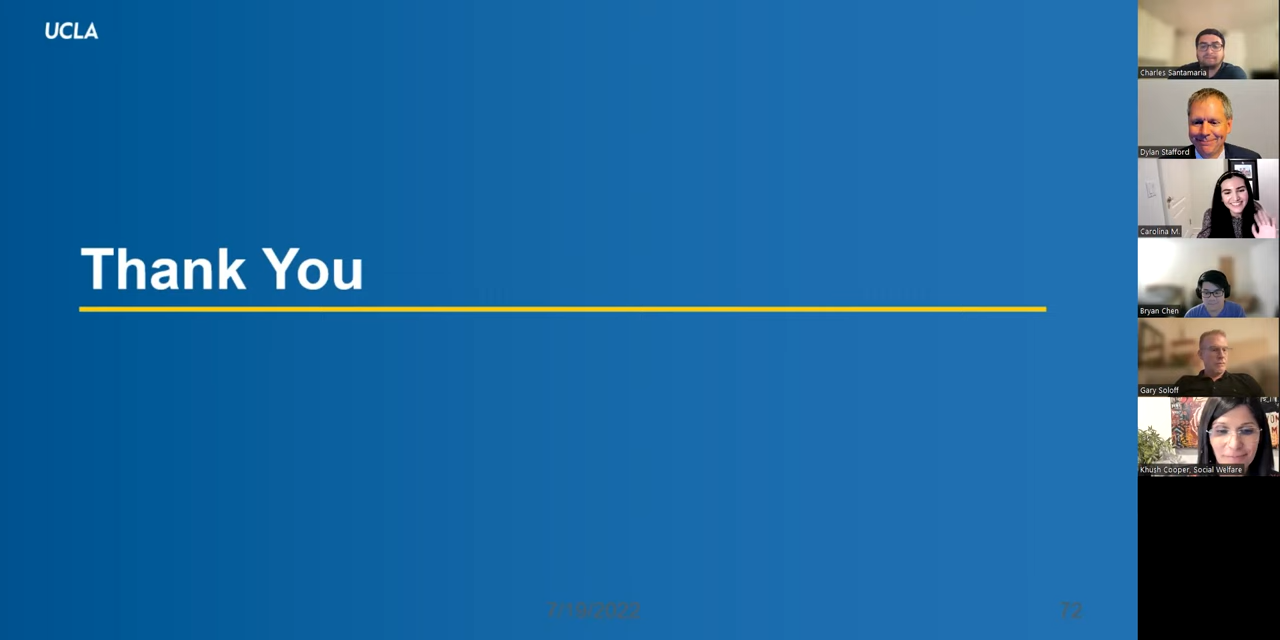 UCLA
Thank You
Charles Santamaria
Dylan Stafford
Carolina M.
Bryan Chen
Gary Soloff
Khush Cooper, Social Welfare